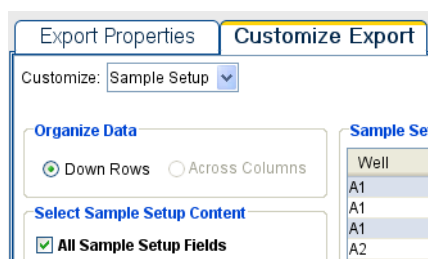 Export Properties Customize Export
Customize: Sample Setup
Organize Data
Down Rows Across Columns
Select Sample Setup Content
All Sample Setup Fields
Sample Se
Well
A1
A1
A1
A2